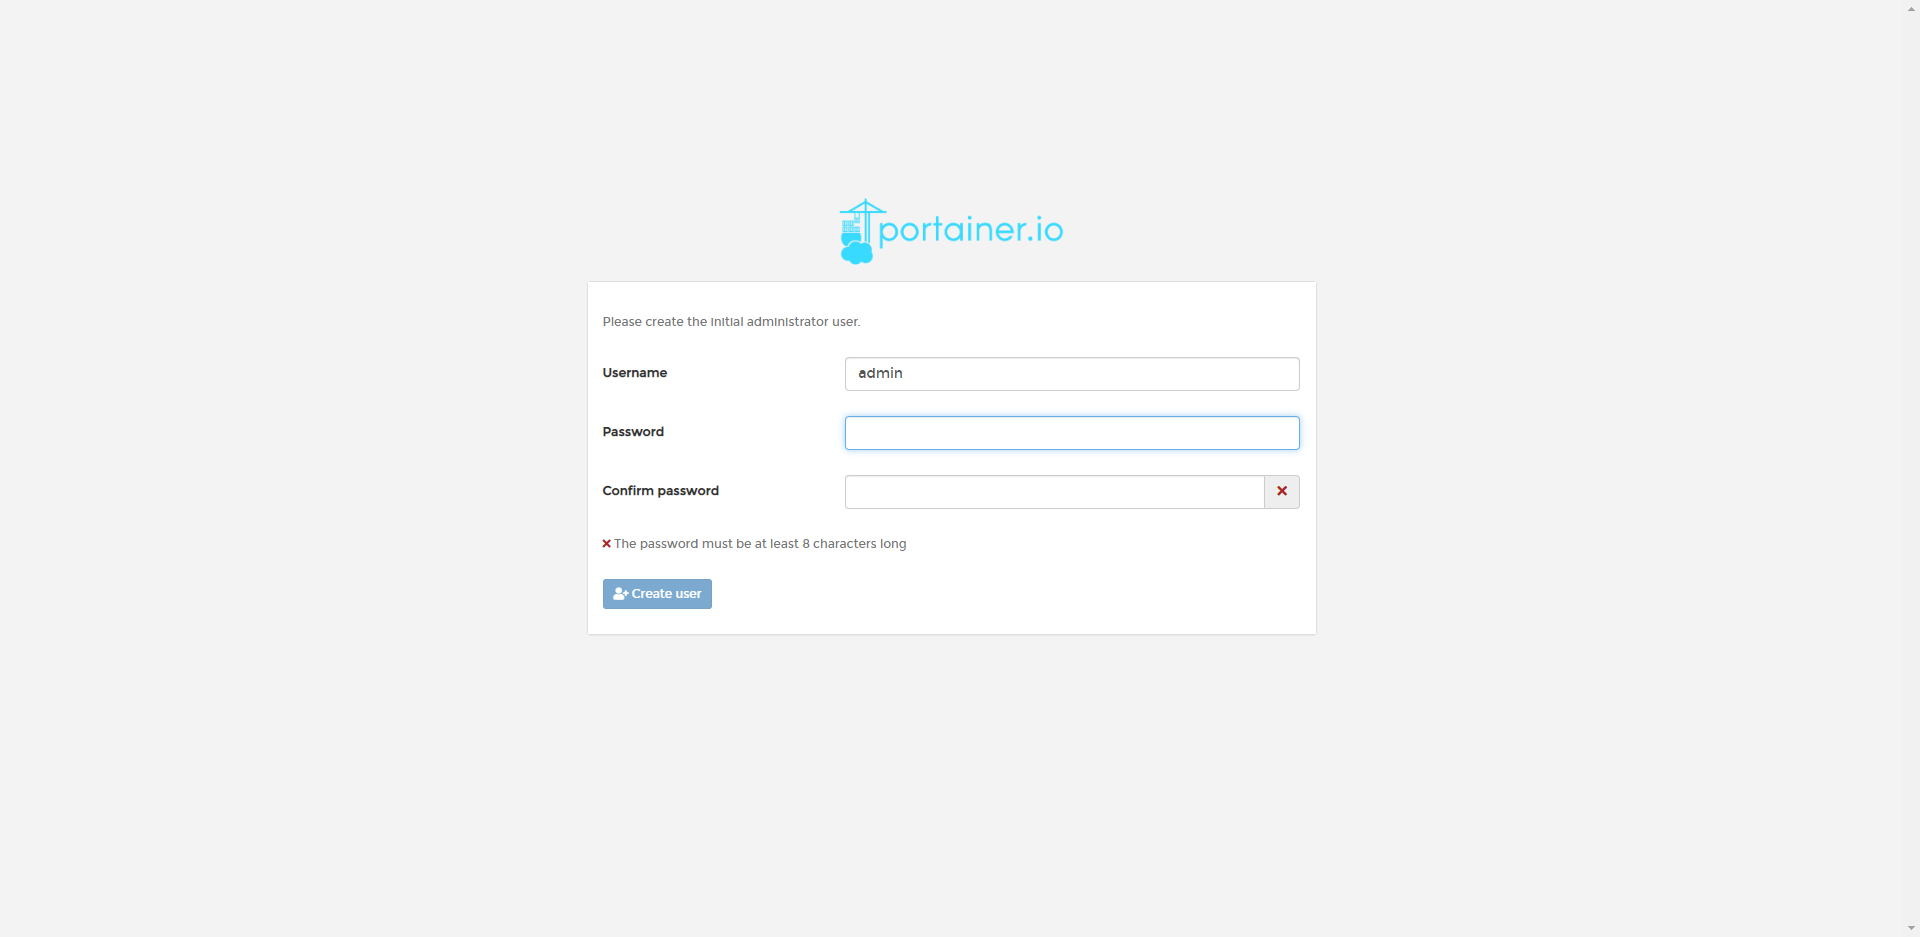 portainer.io
Please create the initial administrator user.
Username
admin
Password
Confirm password
The password must be at least 8 characters long
Create user